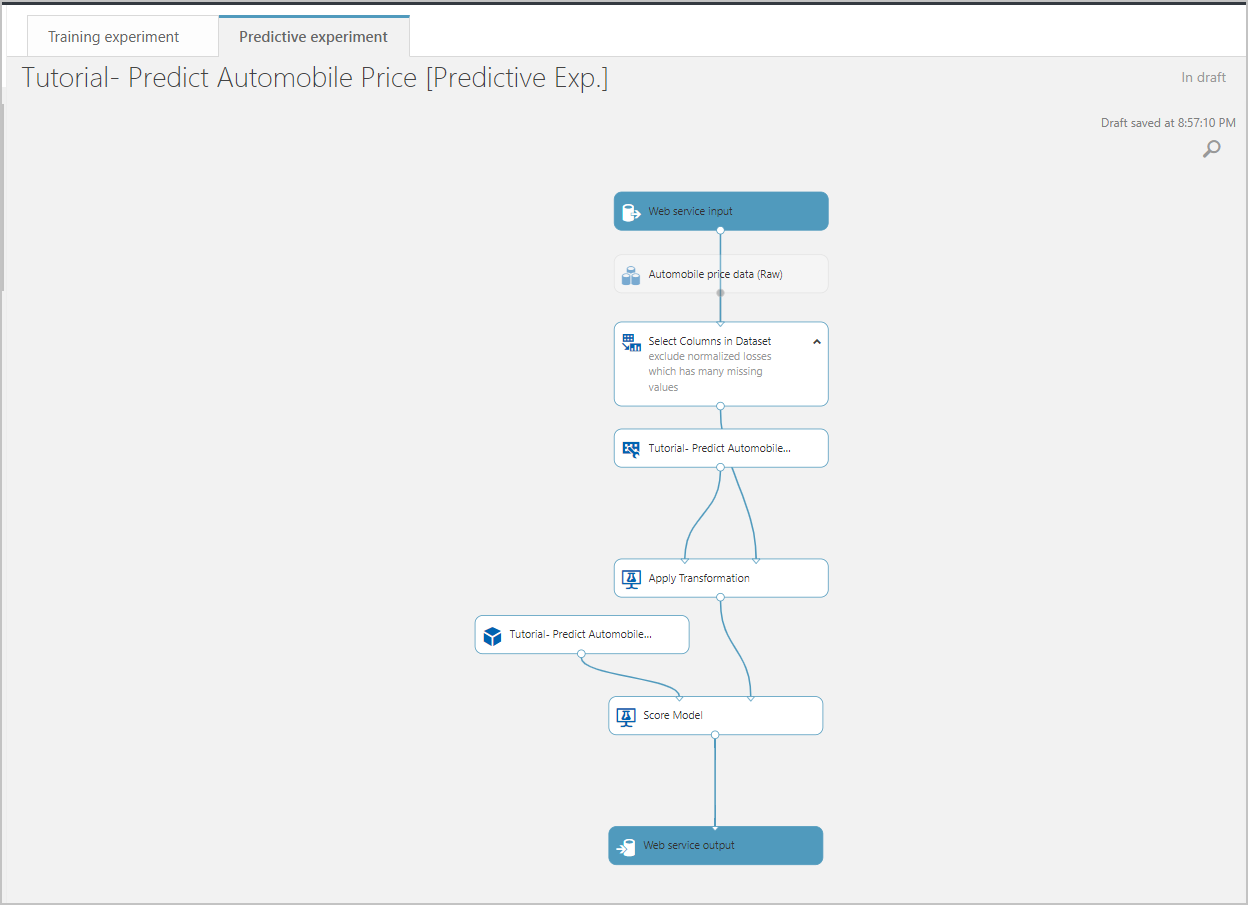 Training experiment
Predictive experiment
Tutorial- Predict Automobile Price [Predictive Exp.]
In draft
Draft saved at 8:57:10 PM
Web service input
Automobile price data (Raw)
Select Columns in Dataset
exclude normalized losses
which has many missing
values
Tutorial- Predict Automobile...
Apply Transformation
Tutorial- Predict Automobile...
Score Model
Web service output